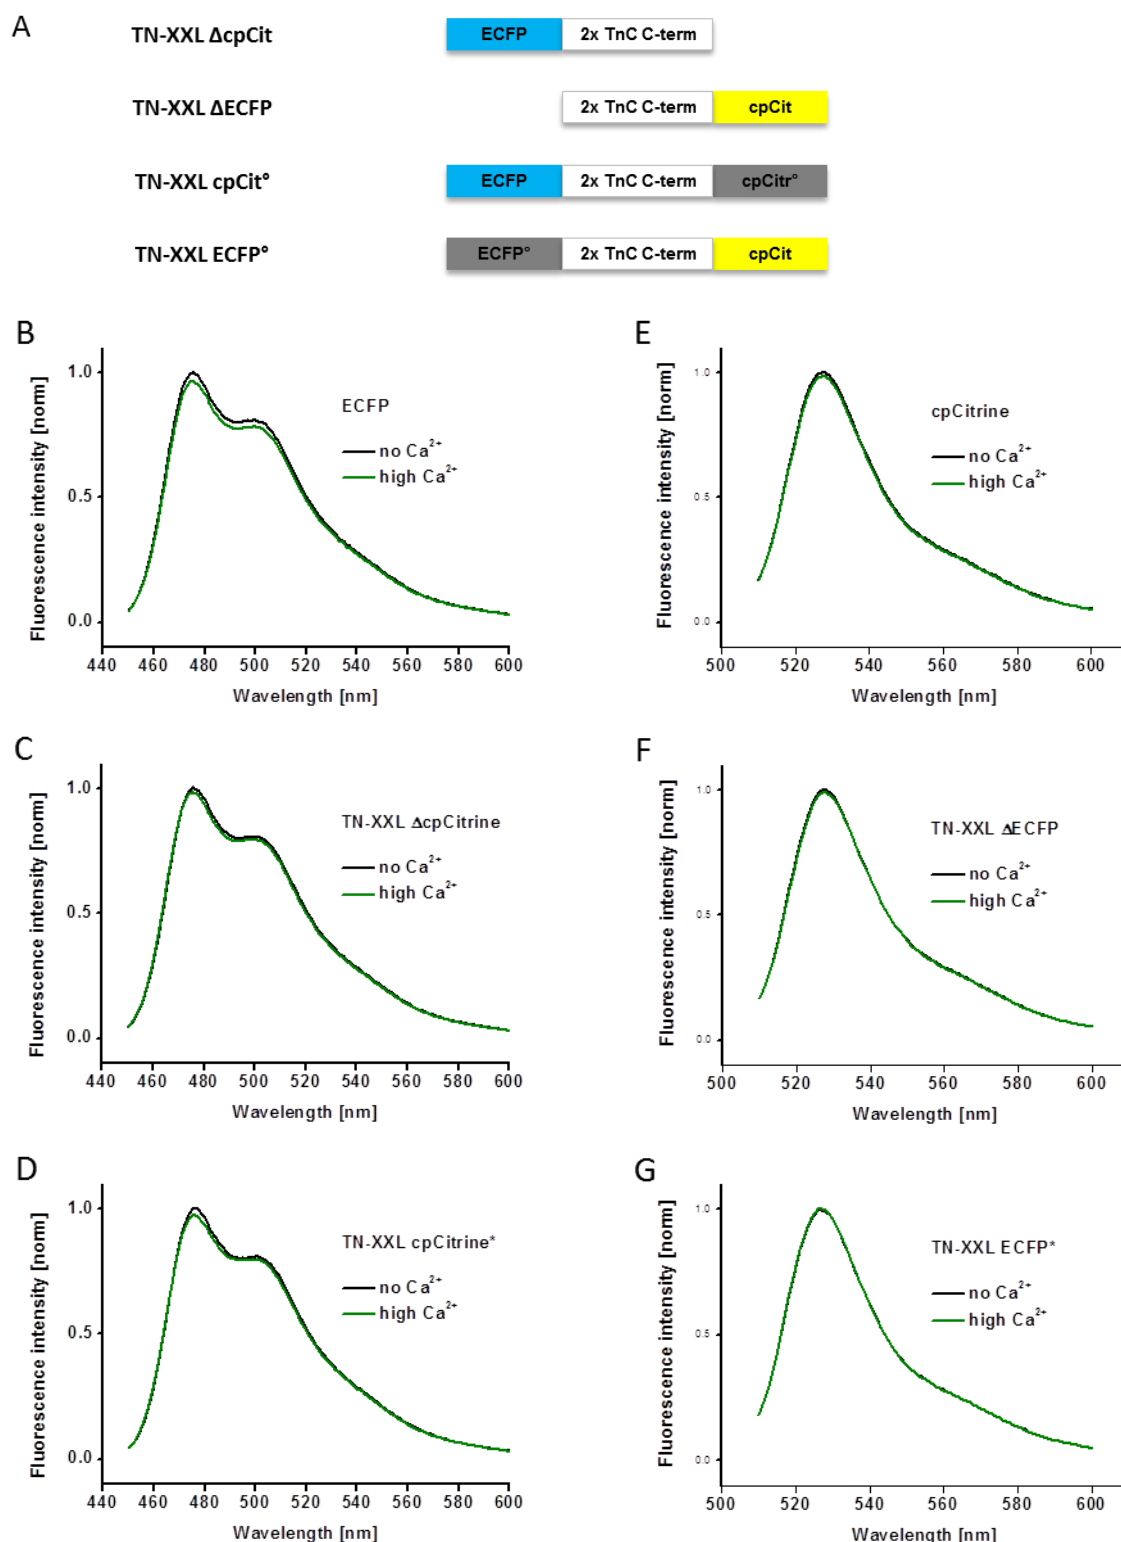 A
TN-XXL ΔcpCit
ECFP
2x TnC C-term
TN-XXL ΔECFP
2x TnC C-term
cpCit
TN-XXL cpCit°
ECFP
2x TnC C-term
cpCitr°
TN-XXL ECFP°
ECFP°
2x TnC C-term
cpCit
B
Fluorescence intensity [norm]
1.0
0.5
0.0
ECFP
no Ca²⁺
high Ca²⁺
440 460 480 500 520 540 560 580 600
Wavelength [nm]
E
Fluorescence intensity [norm]
1.0
0.5
0.0
cpCitrine
no Ca²⁺
high Ca²⁺
500 520 540 560 580 600
Wavelength [nm]
C
Fluorescence intensity [norm]
1.0
0.5
0.0
TN-XXL ΔcpCitrine
no Ca²⁺
high Ca²⁺
440 460 480 500 520 540 560 580 600
Wavelength [nm]
F
Fluorescence intensity [norm]
1.0
0.5
0.0
TN-XXL ΔECFP
no Ca²⁺
high Ca²⁺
500 520 540 560 580 600
Wavelength [nm]
D
Fluorescence intensity [norm]
1.0
0.5
0.0
TN-XXL cpCitrine*
no Ca²⁺
high Ca²⁺
440 460 480 500 520 540 560 580 600
Wavelength [nm]
G
Fluorescence intensity [norm]
1.0
0.5
0.0
TN-XXL ECFP*
no Ca²⁺
high Ca²⁺
500 520 540 560 580 600
Wavelength [nm]